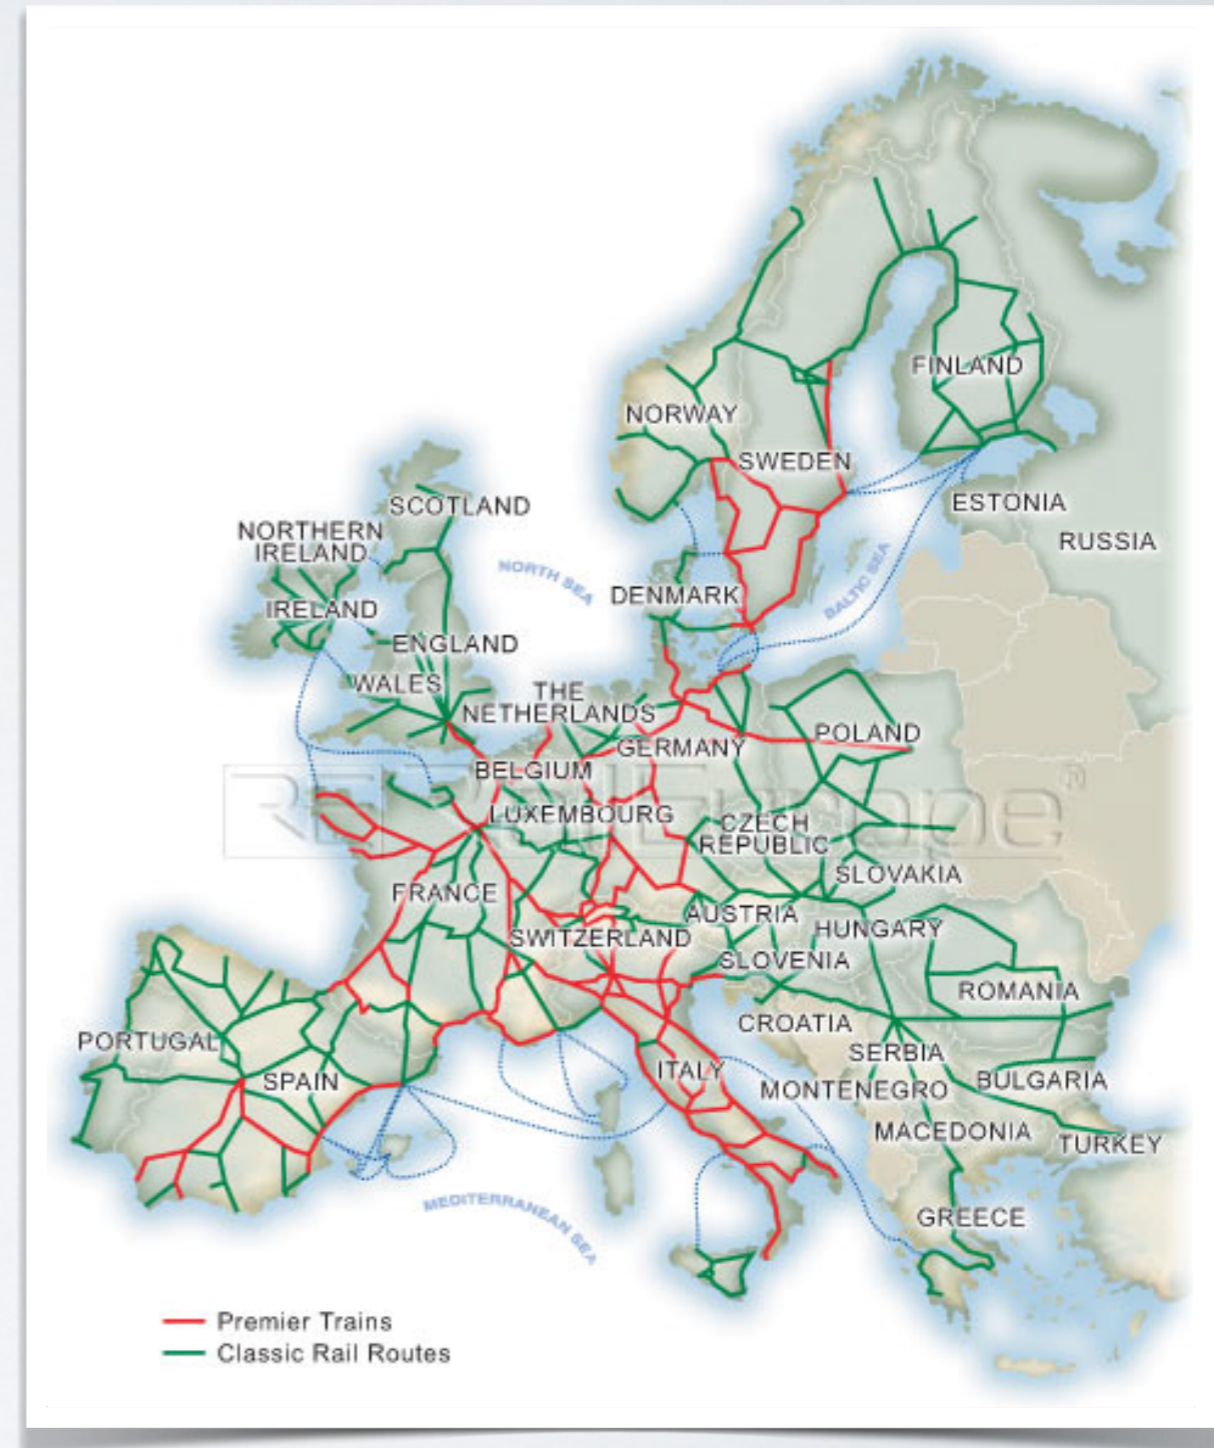 FINLAND
NORWAY
SWEDEN
SCOTLAND
ESTONIA
NORTHERN
IRELAND
RUSSIA
NORTH SEA
BALTIC SEA
DENMARK
IRELAND
ENGLAND
WALES
THE
NETHERLANDS
POLAND
GERMANY
BELGIUM
RailEurope®
LUXEMBOURG
CZECH
REPUBLIC
SLOVAKIA
FRANCE
AUSTRIA
HUNGARY
SWITZERLAND
SLOVENIA
ROMANIA
CROATIA
PORTUGAL
SERBIA
ITALY
SPAIN
BULGARIA
MONTENEGRO
MACEDONIA
TURKEY
MEDITERRANEAN SEA
GREECE
Premier Trains
Classic Rail Routes